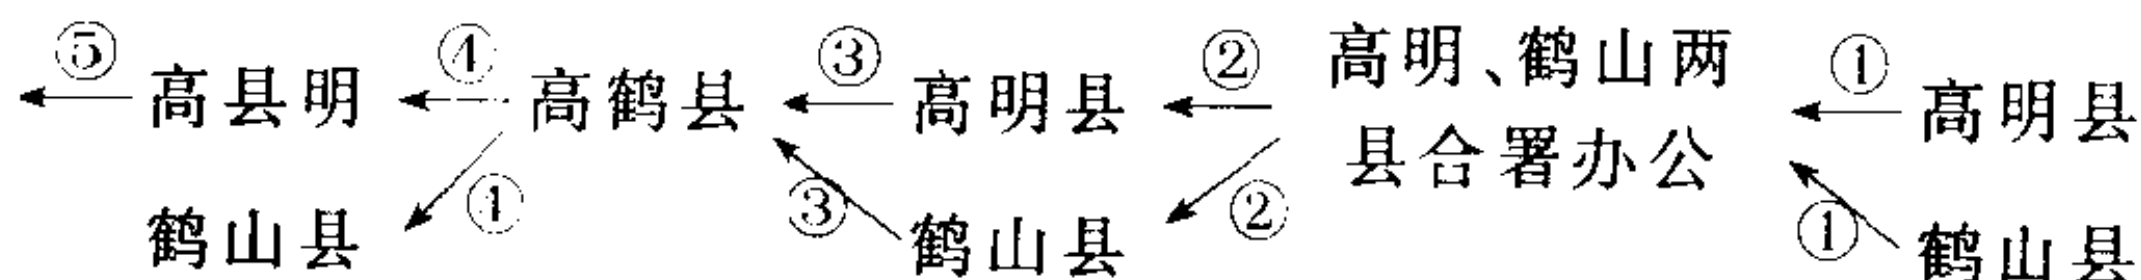 ⑤ 高县明 ④ 高鹤县 ③ 高明县 ② 高明、鹤山两 ① 高明县
县合署办公
鹤山县 ④ ③ 鹤山县 ② ① 鹤山县